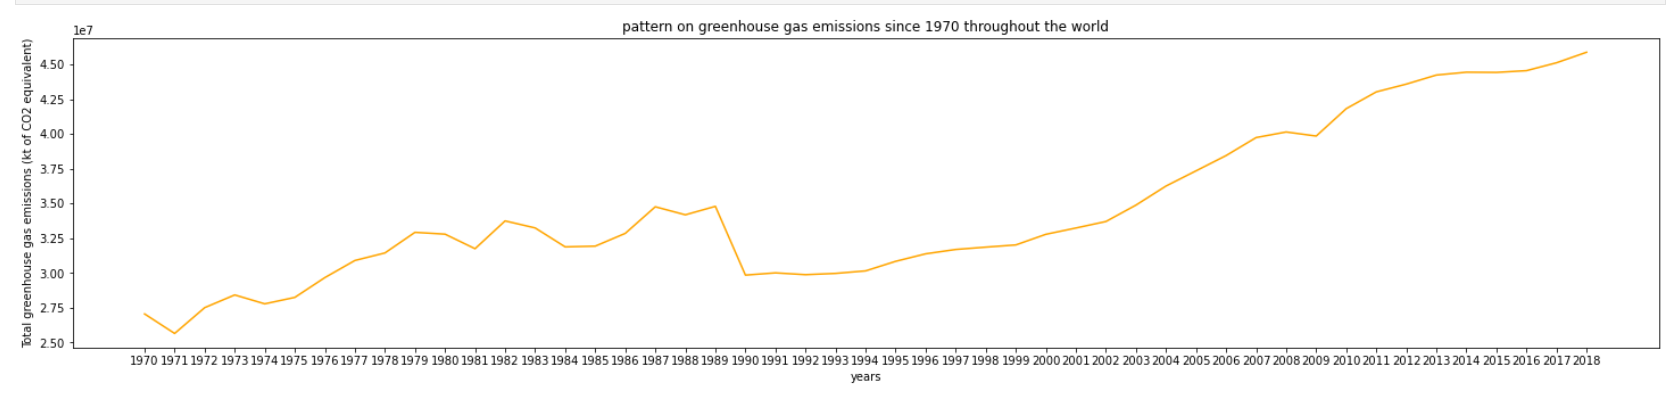 pattern on greenhouse gas emissions since 1970 throughout the world
1e7
Total greenhouse gas emissions (kt of CO2 equivalent)
4.50
4.25
4.00
3.75
3.50
3.25
3.00
2.75
2.50
1970 1971 1972 1973 1974 1975 1976 1977 1978 1979 1980 1981 1982 1983 1984 1985 1986 1987 1988 1989 1990 1991 1992 1993 1994 1995 1996 1997 1998 1999 2000 2001 2002 2003 2004 2005 2006 2007 2008 2009 2010 2011 2012 2013 2014 2015 2016 2017 2018
years